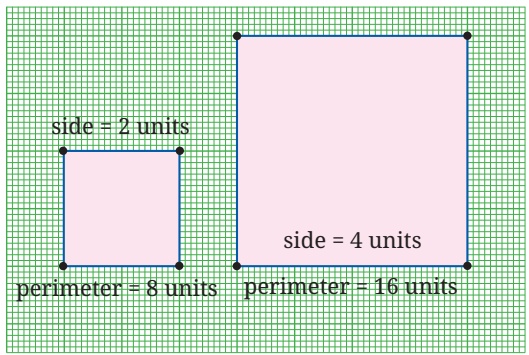 side = 2 units
side = 4 units
perimeter = 8 units
perimeter = 16 units